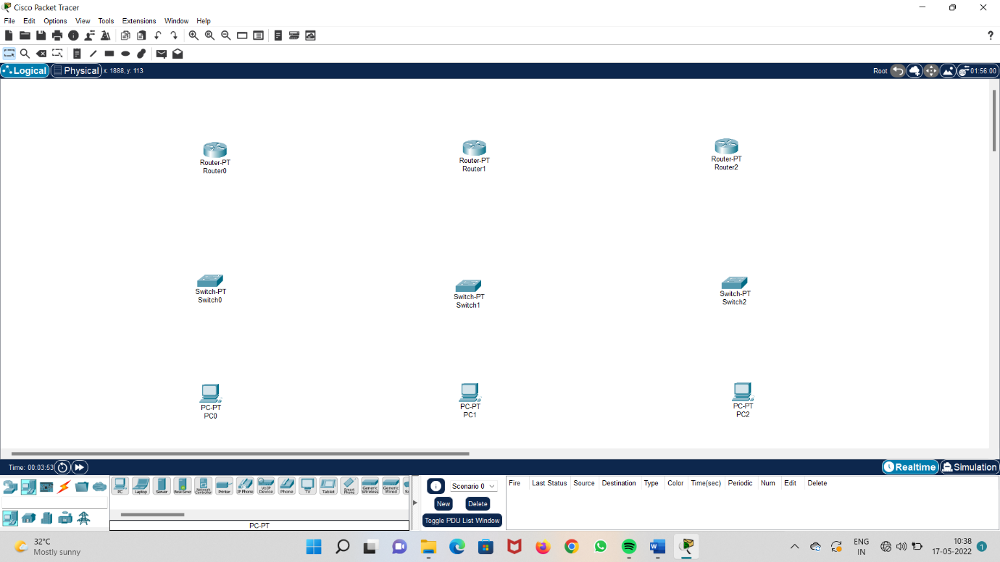 Cisco Packet Tracer
File Edit Options View Tools Extensions Window Help
?
Logical Physical x: 1888, y: 113 Root 01:56:00
Router-PT
Router0
Router-PT
Router1
Router-PT
Router2
Switch-PT
Switch0
Switch-PT
Switch1
Switch-PT
Switch2
PC-PT
PC0
PC-PT
PC1
PC-PT
PC2
Time: 00:03:53 Realtime Simulation
PC Laptop Server Printer IP Phone VoIP Device Phone TV Tablet Smart Phone Generic Wireless Generic Wired
PC-PT
Scenario 0
New Delete
Toggle PDU List Window
Fire Last Status Source Destination Type Color Time(sec) Periodic Num Edit Delete
32°C
Mostly sunny
ENG
IN
10:38
17-05-2022
1